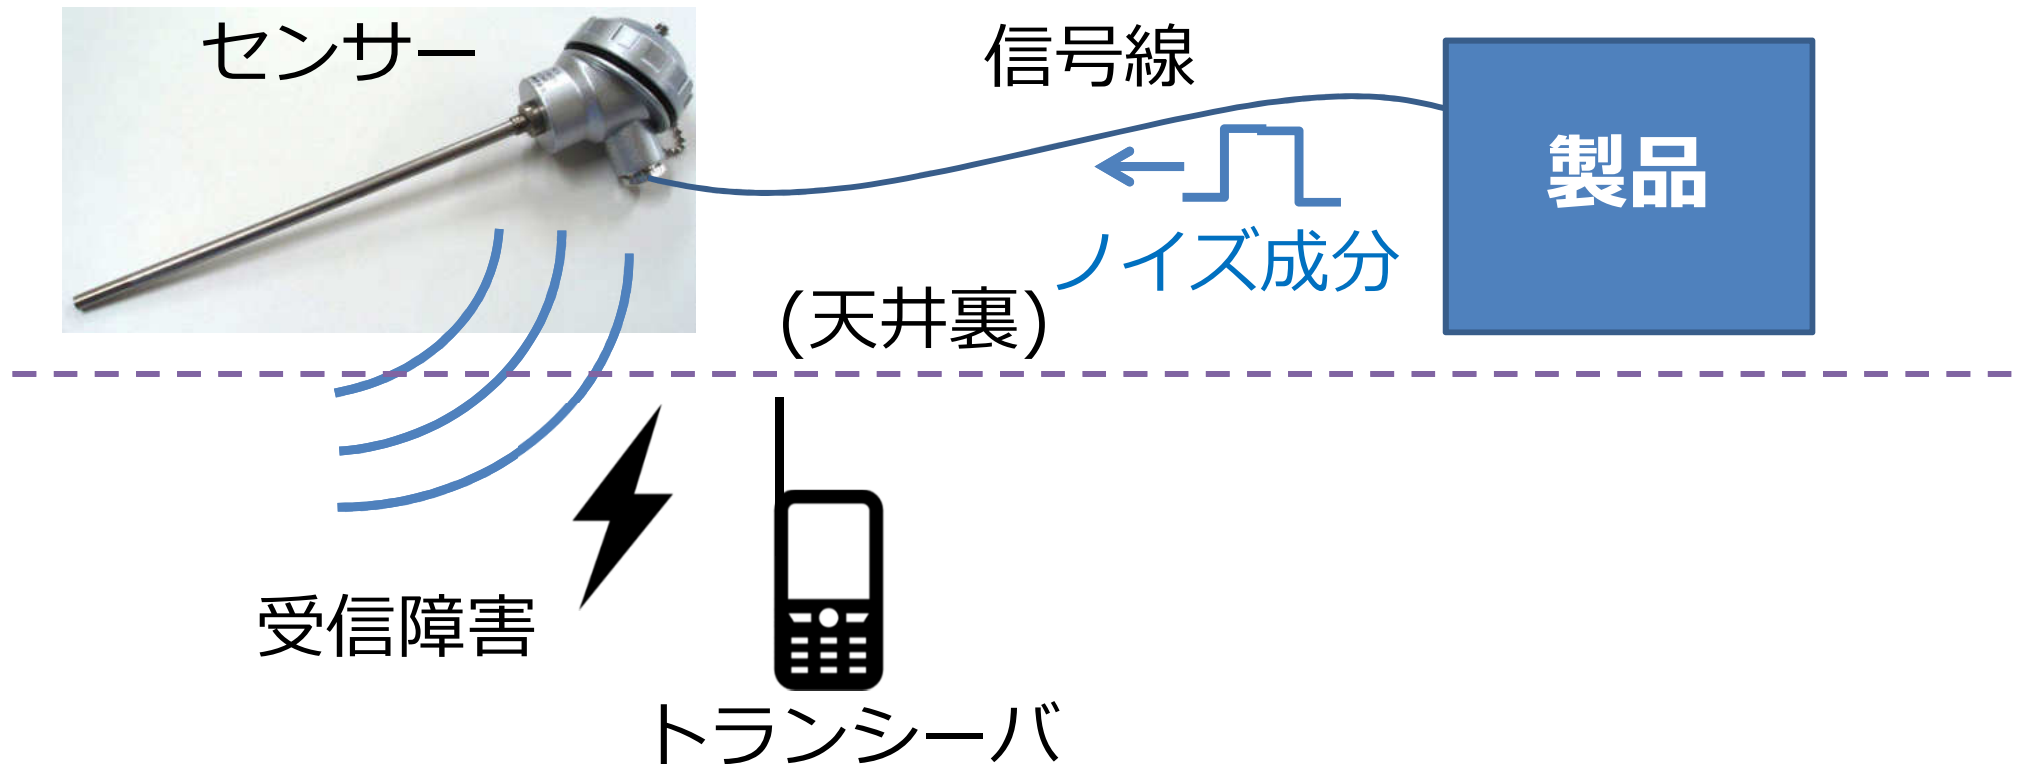 センサー
信号線
製品
ノイズ成分
(天井裏)
受信障害
トランシーバ